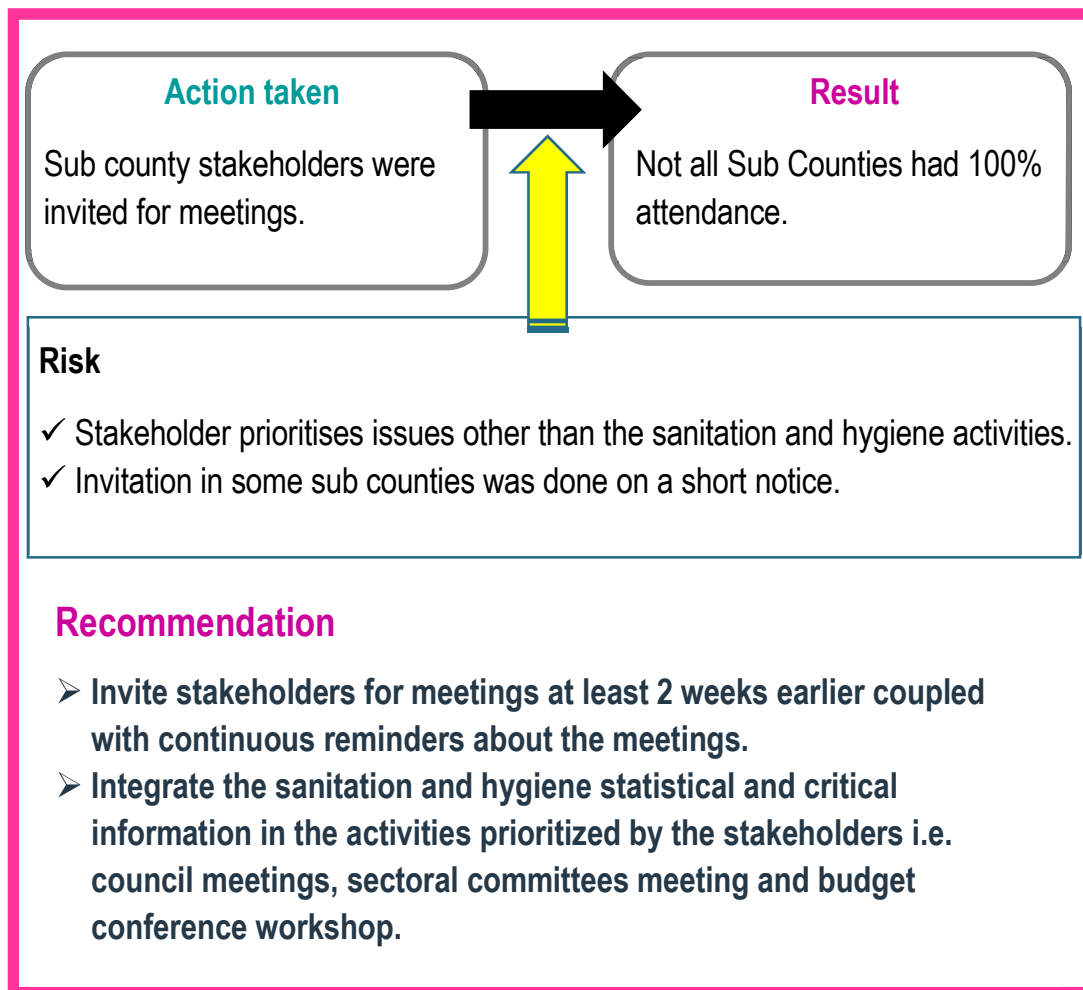 Action taken
Sub county stakeholders were
invited for meetings.
Result
Not all Sub Counties had 100%
attendance.
Risk
✓ Stakeholder prioritises issues other than the sanitation and hygiene activities.
✓ Invitation in some sub counties was done on a short notice.
Recommendation
➢ Invite stakeholders for meetings at least 2 weeks earlier coupled
with continuous reminders about the meetings.
➢ Integrate the sanitation and hygiene statistical and critical
information in the activities prioritized by the stakeholders i.e.
council meetings, sectoral committees meeting and budget
conference workshop.